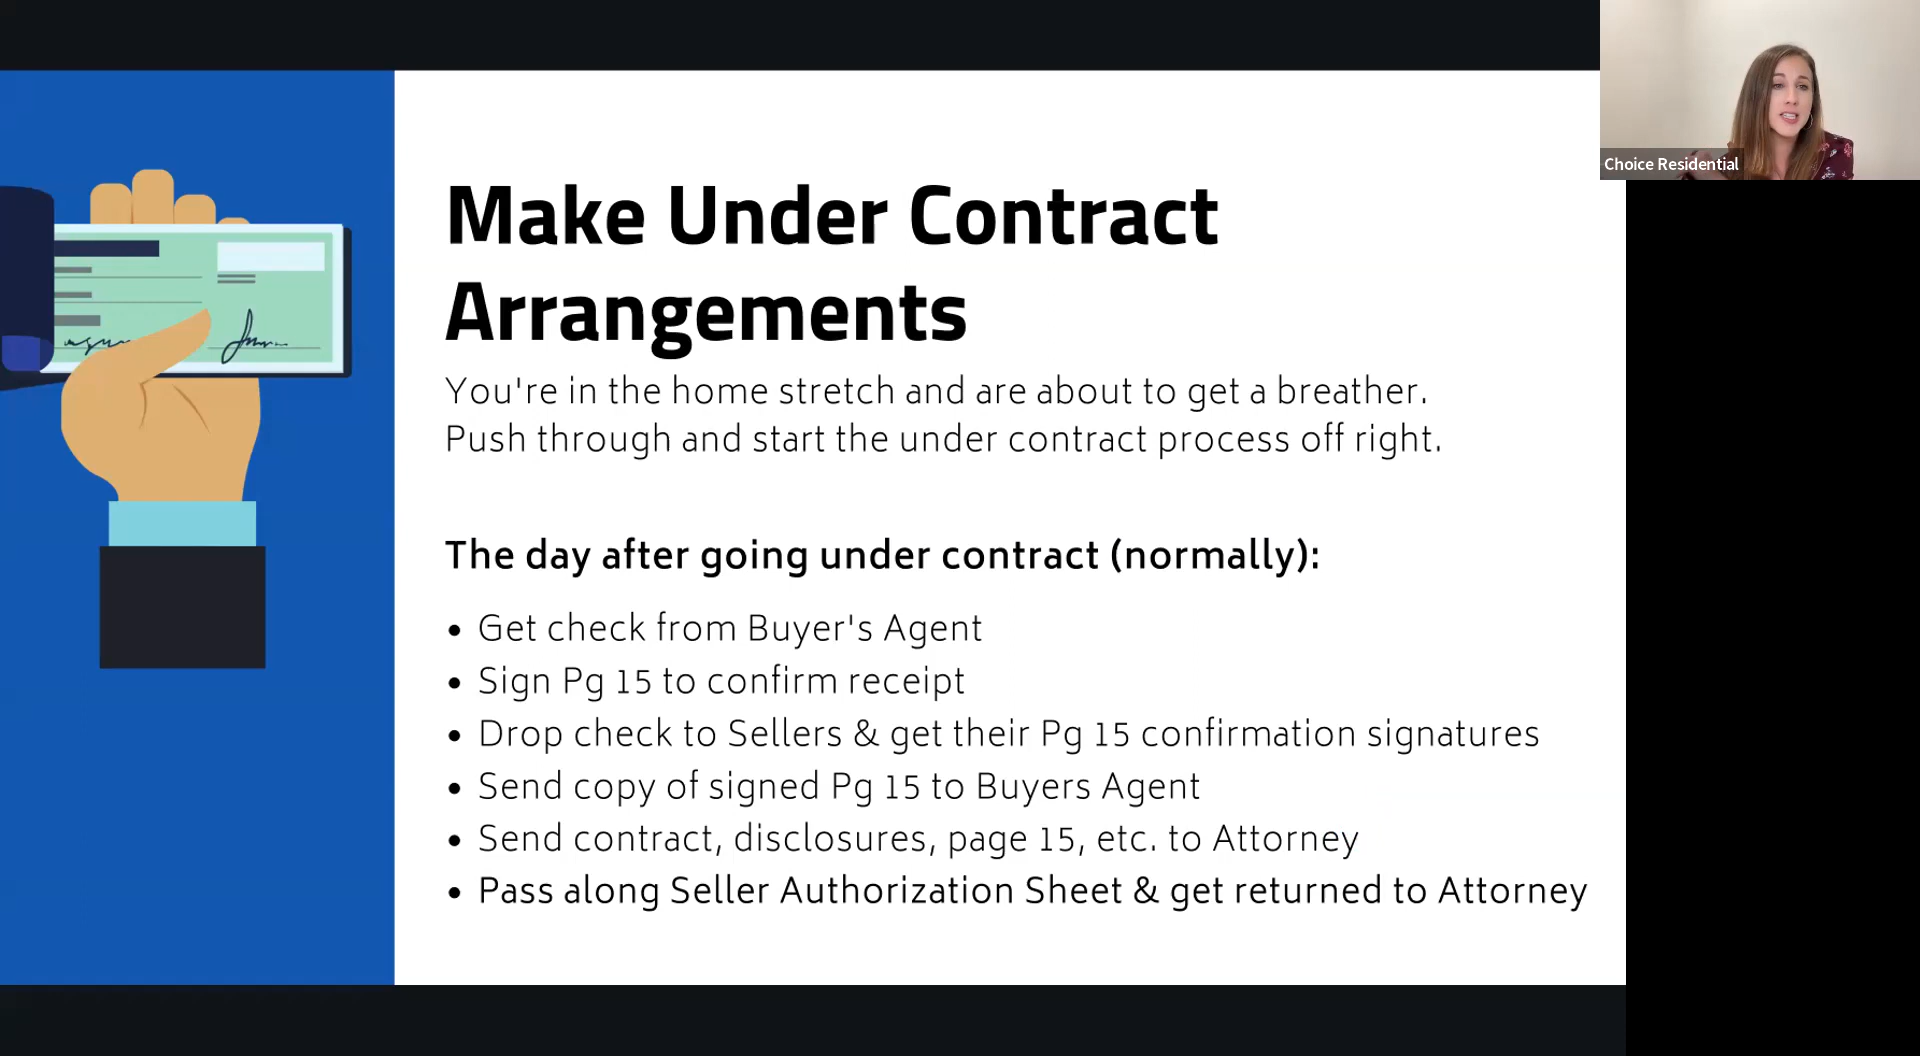 Choice Residential
Make Under Contract
Arrangements
You're in the home stretch and are about to get a breather.
Push through and start the under contract process off right.
The day after going under contract (normally):
• Get check from Buyer's Agent
• Sign Pg 15 to confirm receipt
• Drop check to Sellers & get their Pg 15 confirmation signatures
• Send copy of signed Pg 15 to Buyers Agent
• Send contract, disclosures, page 15, etc. to Attorney
• Pass along Seller Authorization Sheet & get returned to Attorney